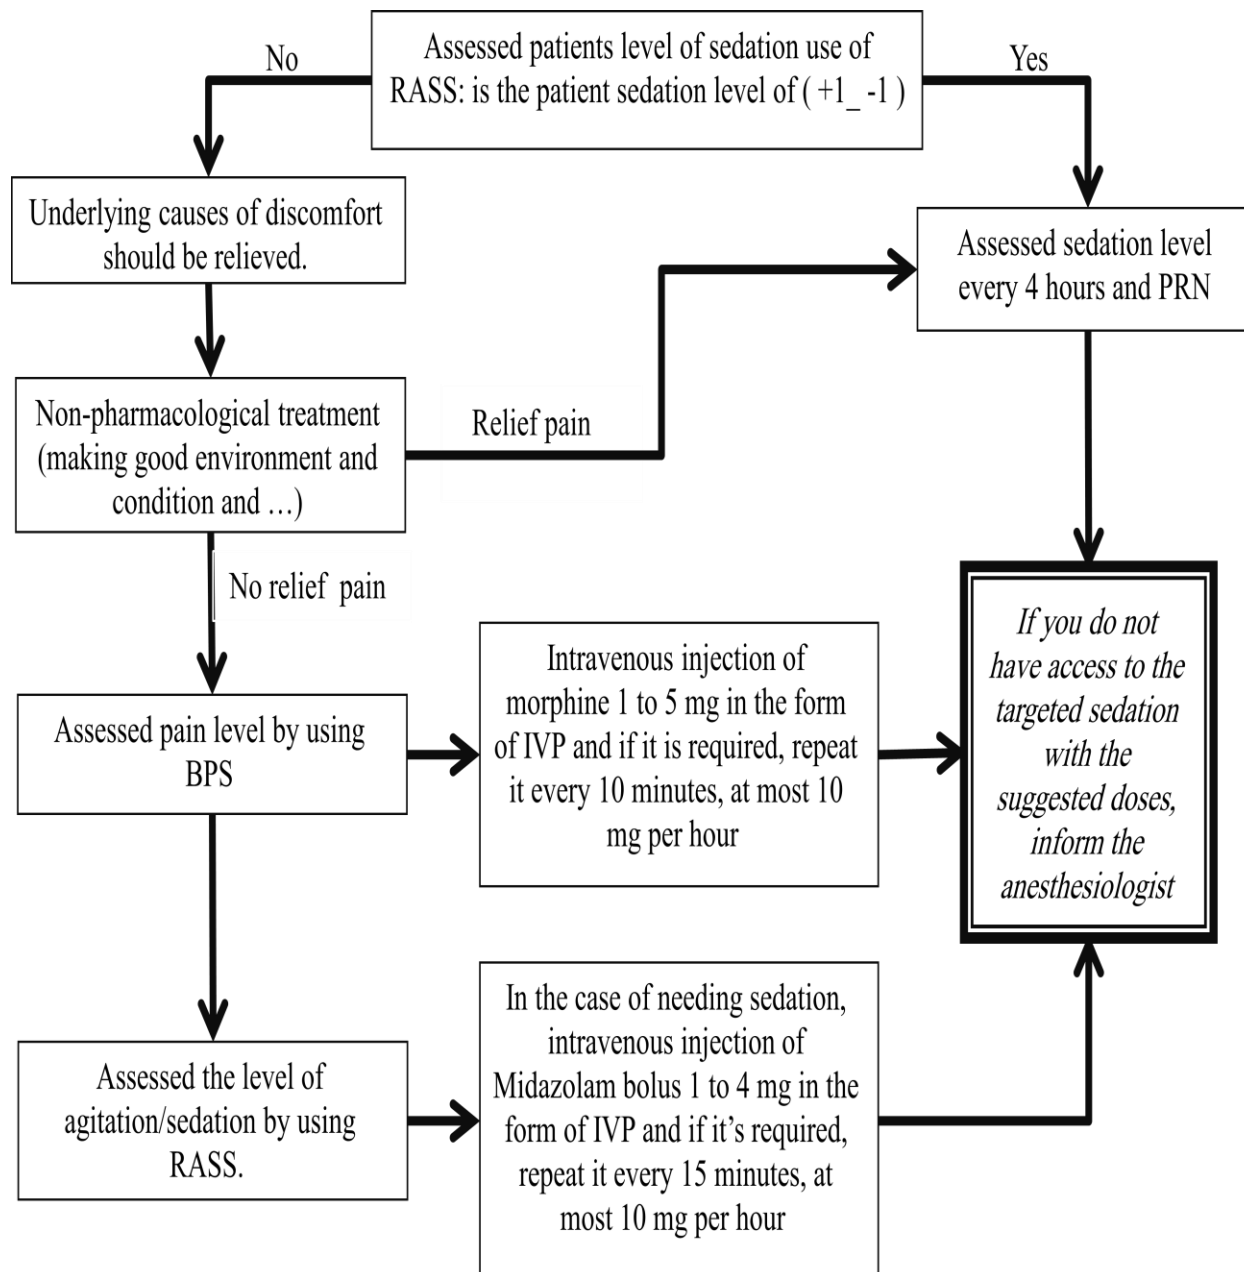 No
Assessed patients level of sedation use of
RASS: is the patient sedation level of ( +1_ -1 )
Yes
Underlying causes of discomfort
should be relieved.
Assessed sedation level
every 4 hours and PRN
Non-pharmacological treatment
(making good environment and
condition and …)
Relief pain
No relief pain
Assessed pain level by using
BPS
Intravenous injection of
morphine 1 to 5 mg in the form
of IVP and if it is required, repeat
it every 10 minutes, at most 10
mg per hour
If you do not
have access to the
targeted sedation
with the
suggested doses,
inform the
anesthesiologist
Assessed the level of
agitation/sedation by using
RASS.
In the case of needing sedation,
intravenous injection of
Midazolam bolus 1 to 4 mg in the
form of IVP and if it’s required,
repeat it every 15 minutes, at
most 10 mg per hour